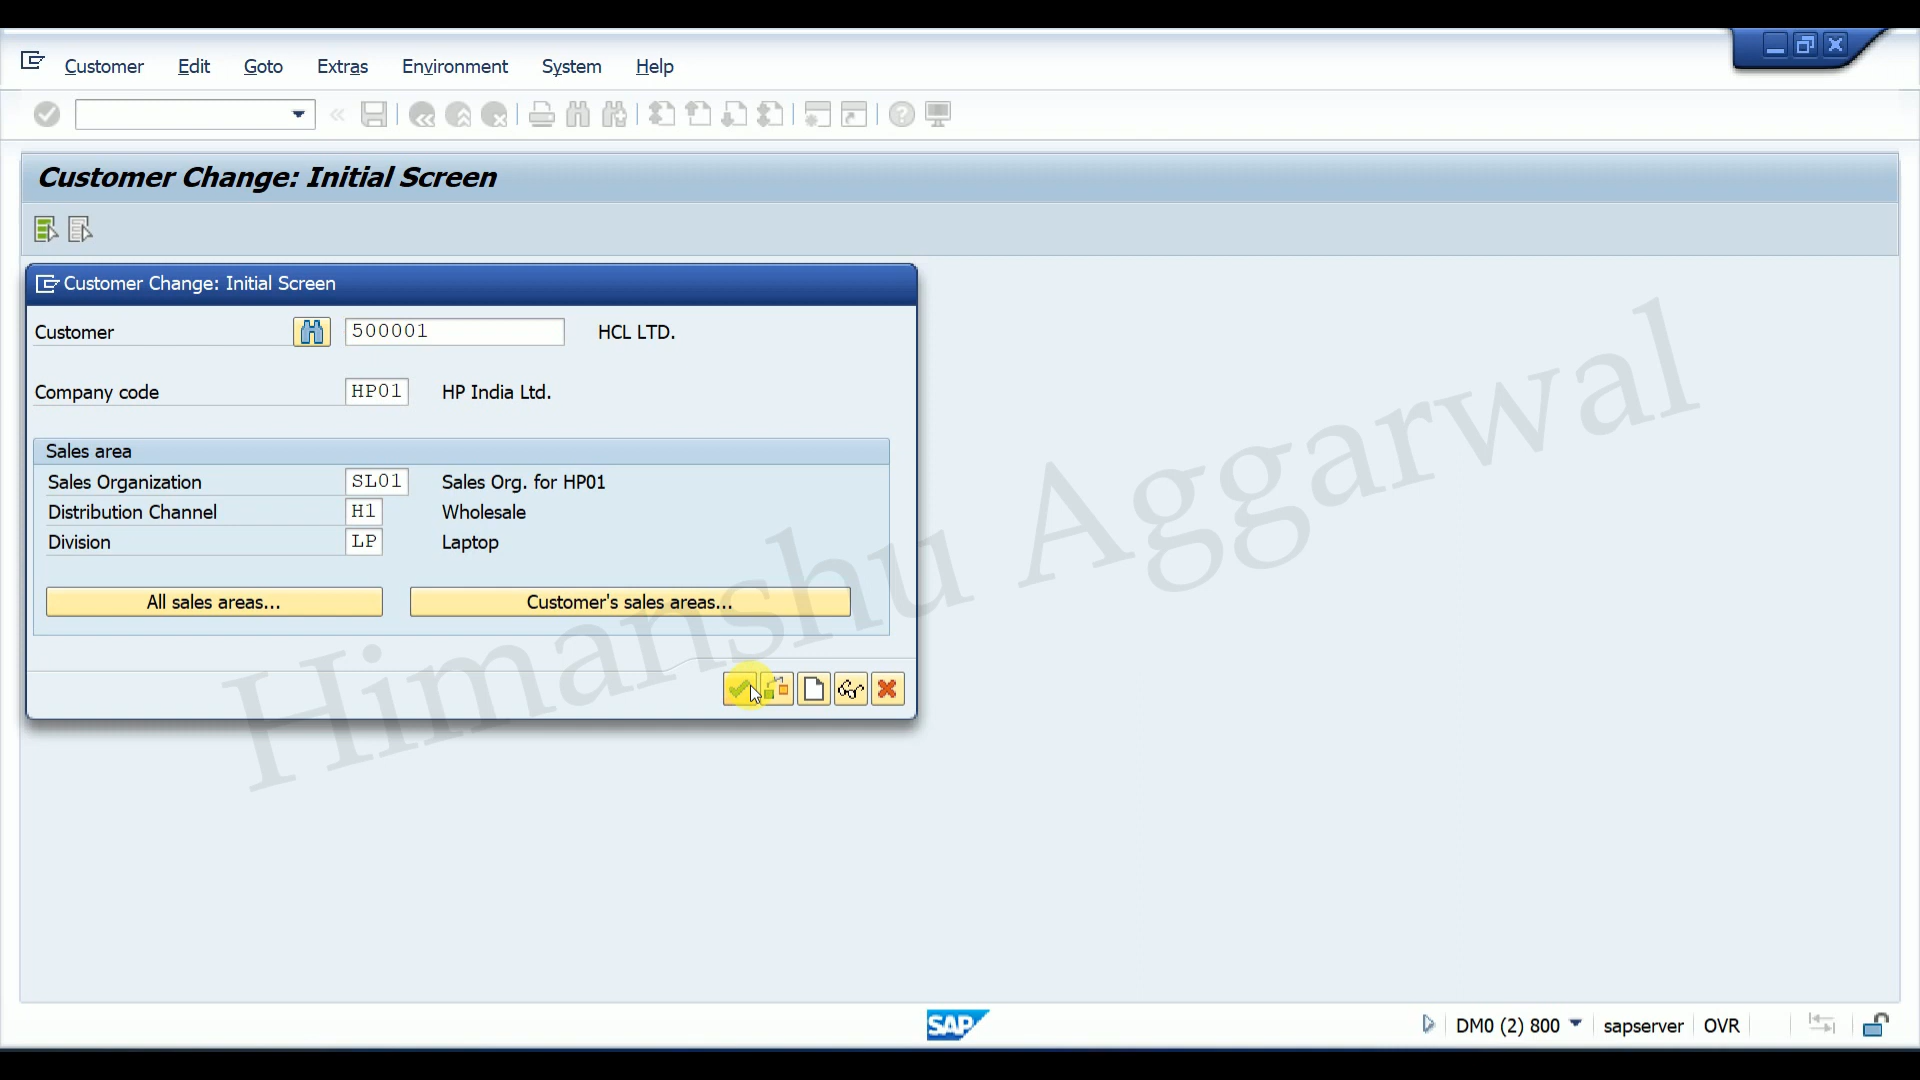 Customer Edit Goto Extras Environment System Help
Customer Change: Initial Screen
Customer Change: Initial Screen
Customer 500001 HCL LTD.
Company code HP01 HP India Ltd.
Sales area
Sales Organization SL01 Sales Org. for HP01
Distribution Channel H1 Wholesale
Division LP Laptop
All sales areas... Customer's sales areas...
Himanshu Aggarwal
SAP DM0 (2) 800 sapserver OVR